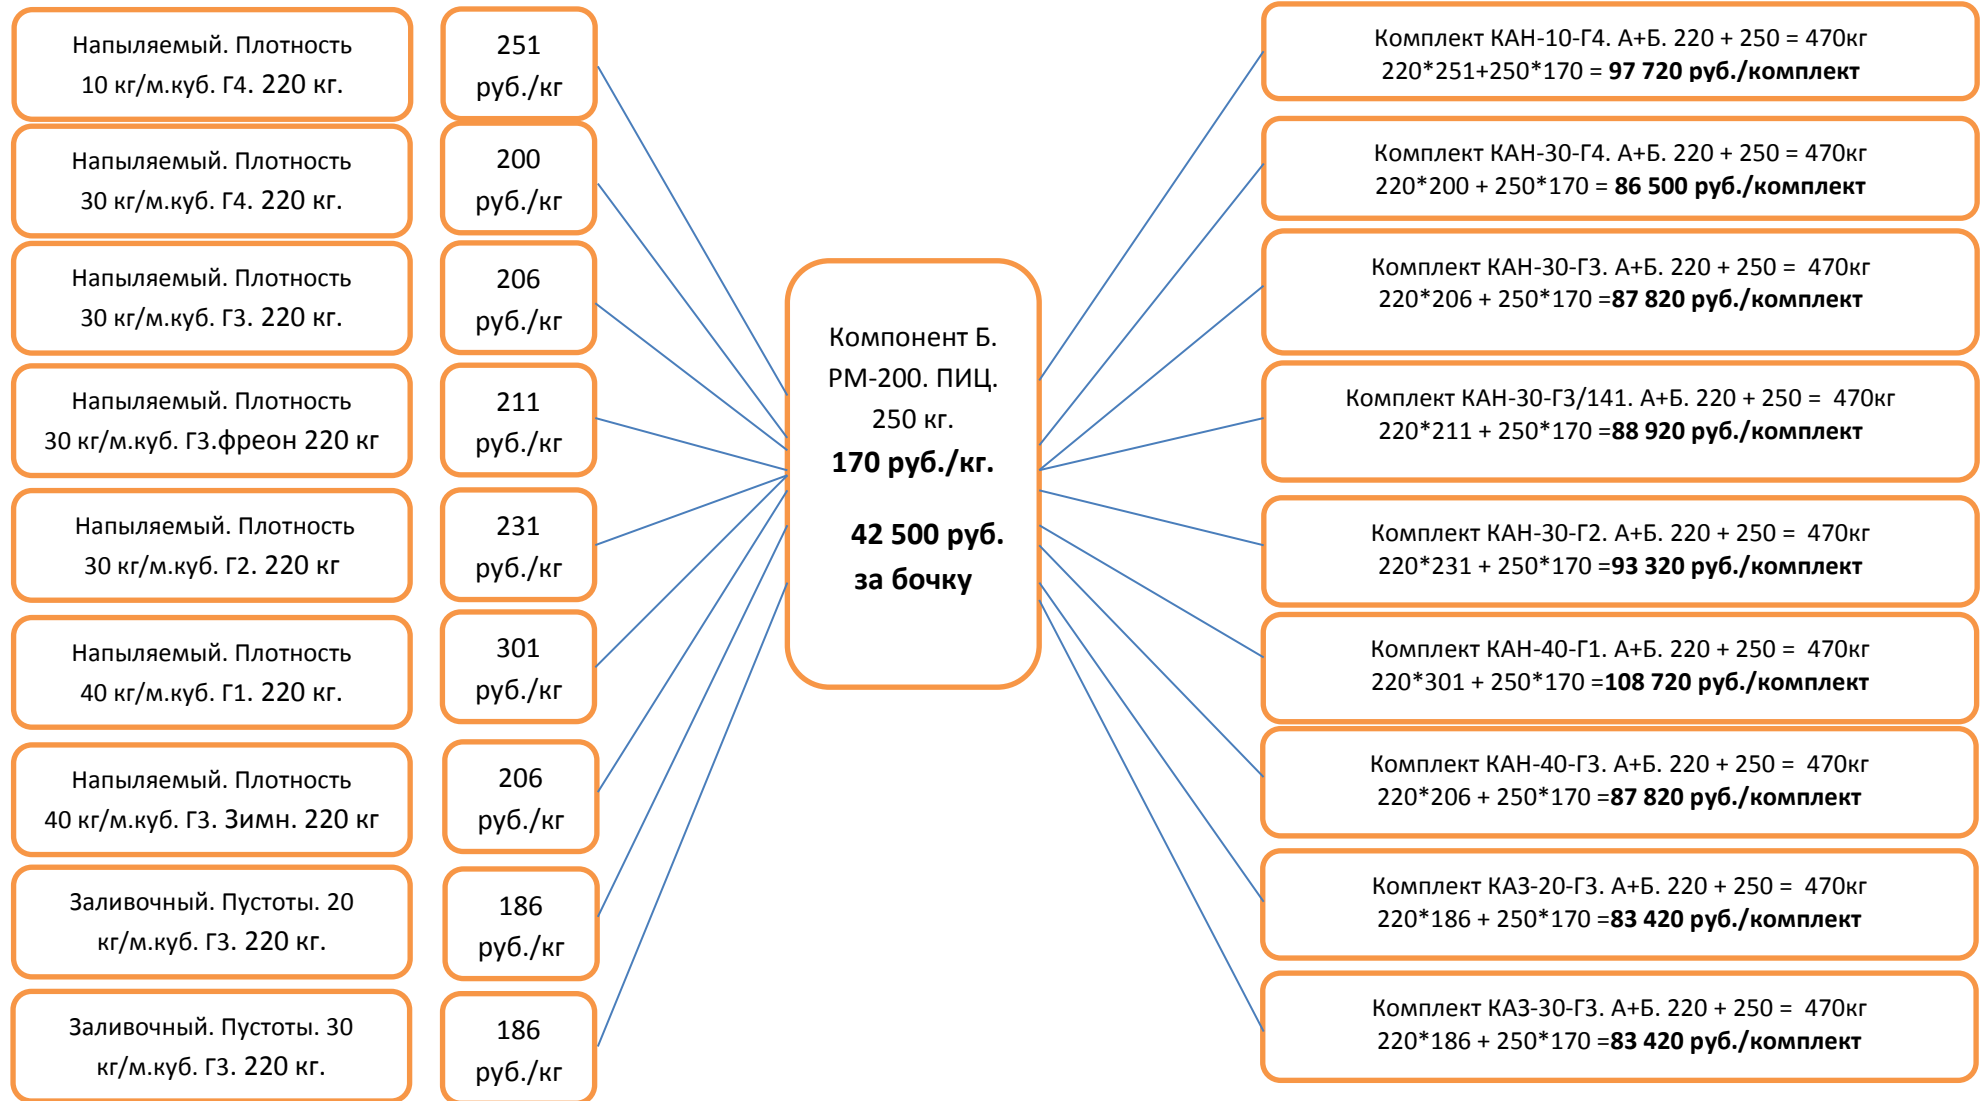 Напыляемый. Плотность
10 кг/м.куб. Г4. 220 кг.
251
руб./кг
Напыляемый. Плотность
30 кг/м.куб. Г4. 220 кг.
200
руб./кг
Напыляемый. Плотность
30 кг/м.куб. Г3. 220 кг.
206
руб./кг
Напыляемый. Плотность
30 кг/м.куб. Г3.фреон 220 кг
211
руб./кг
Напыляемый. Плотность
30 кг/м.куб. Г2. 220 кг
231
руб./кг
Напыляемый. Плотность
40 кг/м.куб. Г1. 220 кг.
301
руб./кг
Напыляемый. Плотность
40 кг/м.куб. Г3. Зимн. 220 кг
206
руб./кг
Заливочный. Пустоты. 20
кг/м.куб. Г3. 220 кг.
186
руб./кг
Заливочный. Пустоты. 30
кг/м.куб. Г3. 220 кг.
186
руб./кг
Компонент Б.
РМ-200. ПИЦ.
250 кг.
170 руб./кг.
42 500 руб.
за бочку
Комплект КАН-10-Г4. А+Б. 220 + 250 = 470кг
220*251+250*170 = 97 720 руб./комплект
Комплект КАН-30-Г4. А+Б. 220 + 250 = 470кг
220*200 + 250*170 = 86 500 руб./комплект
Комплект КАН-30-Г3. А+Б. 220 + 250 = 470кг
220*206 + 250*170 =87 820 руб./комплект
Комплект КАН-30-Г3/141. А+Б. 220 + 250 = 470кг
220*211 + 250*170 =88 920 руб./комплект
Комплект КАН-30-Г2. А+Б. 220 + 250 = 470кг
220*231 + 250*170 =93 320 руб./комплект
Комплект КАН-40-Г1. А+Б. 220 + 250 = 470кг
220*301 + 250*170 =108 720 руб./комплект
Комплект КАН-40-Г3. А+Б. 220 + 250 = 470кг
220*206 + 250*170 =87 820 руб./комплект
Комплект КАЗ-20-Г3. А+Б. 220 + 250 = 470кг
220*186 + 250*170 =83 420 руб./комплект
Комплект КАЗ-30-Г3. А+Б. 220 + 250 = 470кг
220*186 + 250*170 =83 420 руб./комплект